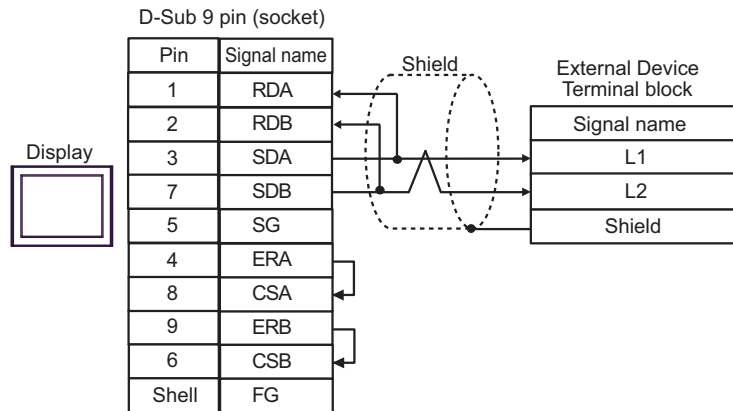 D-Sub 9 pin (socket)
Display
Pin Signal name
1 RDA
2 RDB
3 SDA
7 SDB
5 SG
4 ERA
8 CSA
9 ERB
6 CSB
Shell FG
Shield
External Device
Terminal block
Signal name
L1
L2
Shield